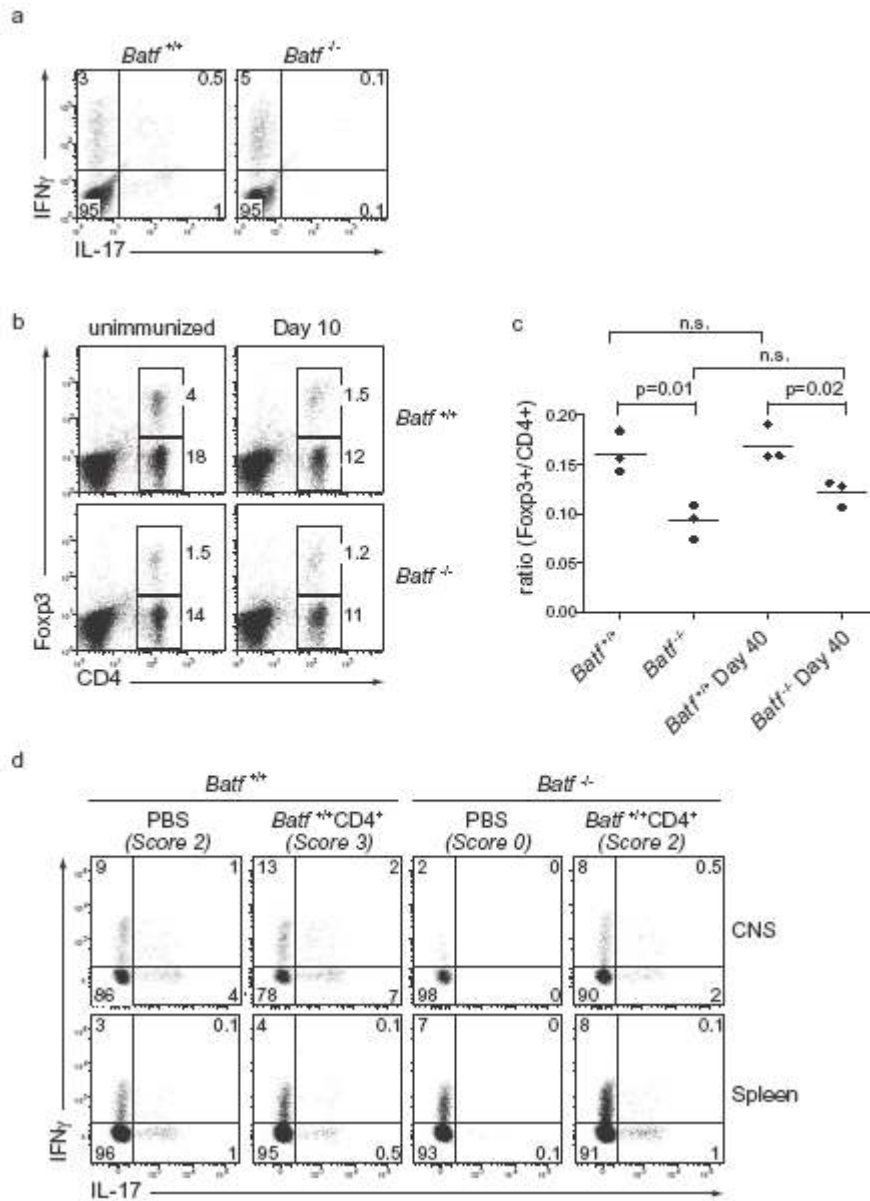 a
Batf +/+ Batf -/-
3 0.5 5 0.1
95 1 95 0.1
IFNγ
IL-17
b
unimmunized Day 10
4 1.5
18 12
Batf +/+
1.5 1.2
14 11
Batf -/-
Foxp3
CD4
c
n.s.
n.s.
p=0.01 p=0.02
0.20
0.15
0.10
0.05
0.00
ratio (Foxp3+/CD4+)
Batf +/+
Batf -/-
Batf +/+ Day 40
Batf -/- Day 40
d
Batf +/+ Batf -/-
PBS Batf +/+CD4+ PBS Batf +/+CD4+
(Score 2) (Score 3) (Score 0) (Score 2)
9 1 13 2 2 0 8 0.5
CNS
86 4 78 7 98 0 90 2
3 0.1 4 0.1 7 0 8 0.1
Spleen
96 1 95 0.5 93 0.1 91 1
IFNγ
IL-17